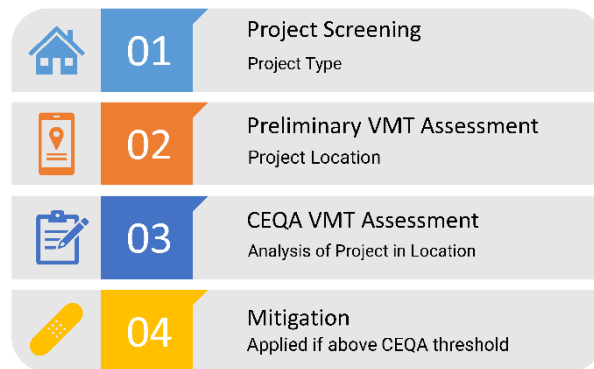 01
Project Screening
Project Type
02
Preliminary VMT Assessment
Project Location
03
CEQA VMT Assessment
Analysis of Project in Location
04
Mitigation
Applied if above CEQA threshold